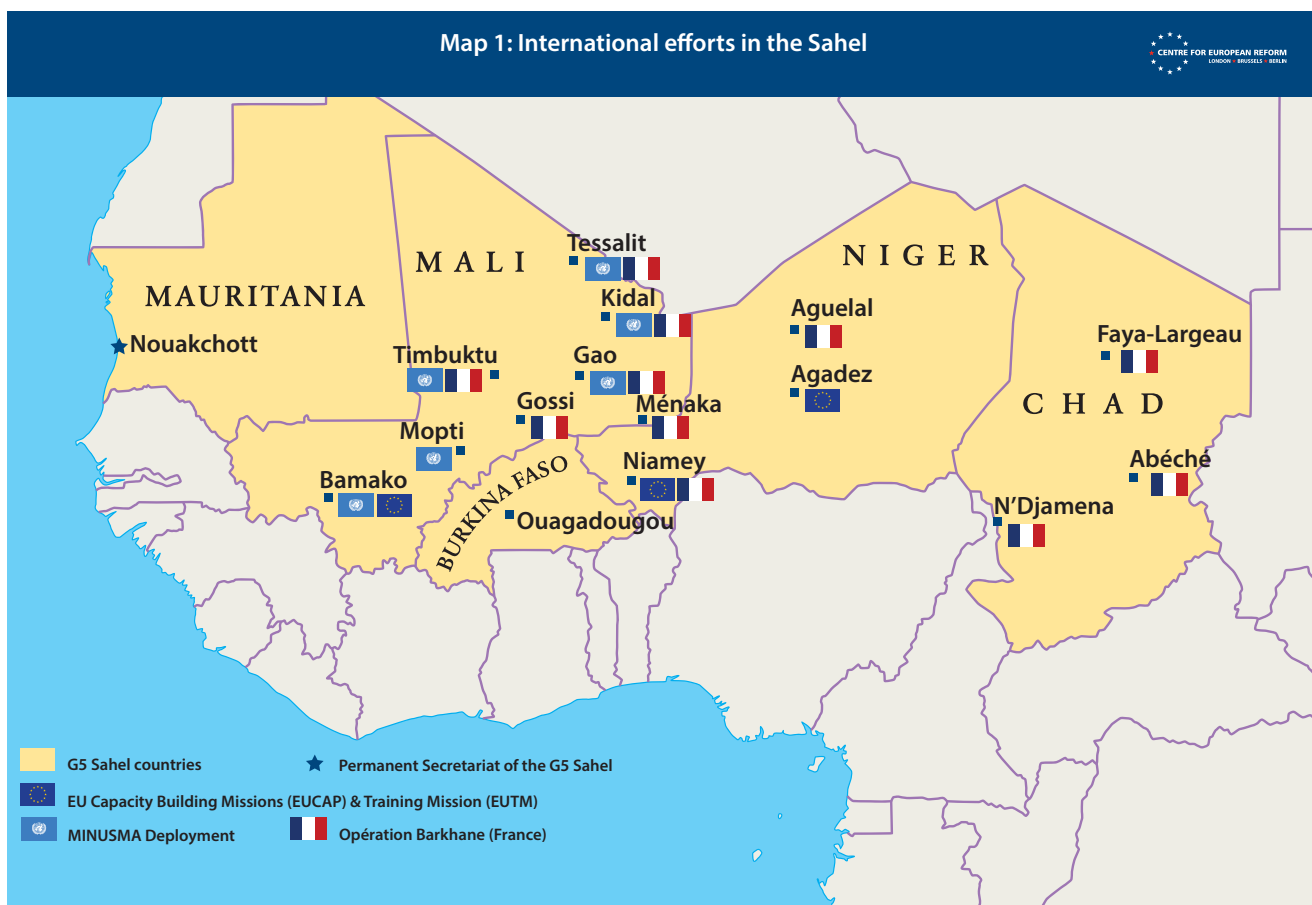 Map 1: International efforts in the Sahel
CENTRE FOR EUROPEAN REFORM
LONDON ★ BRUSSELS ★ BERLIN
MAURITANIA
MALI
NIGER
CHAD
BURKINA FASO
Nouakchott
Tessalit
Kidal
Timbuktu
Gao
Gossi
Ménaka
Mopti
Bamako
Niamey
Ouagadougou
Aguelal
Agadez
Faya-Largeau
Abéché
N’Djamena
G5 Sahel countries
Permanent Secretariat of the G5 Sahel
EU Capacity Building Missions (EUCAP) & Training Mission (EUTM)
MINUSMA Deployment
Opération Barkhane (France)